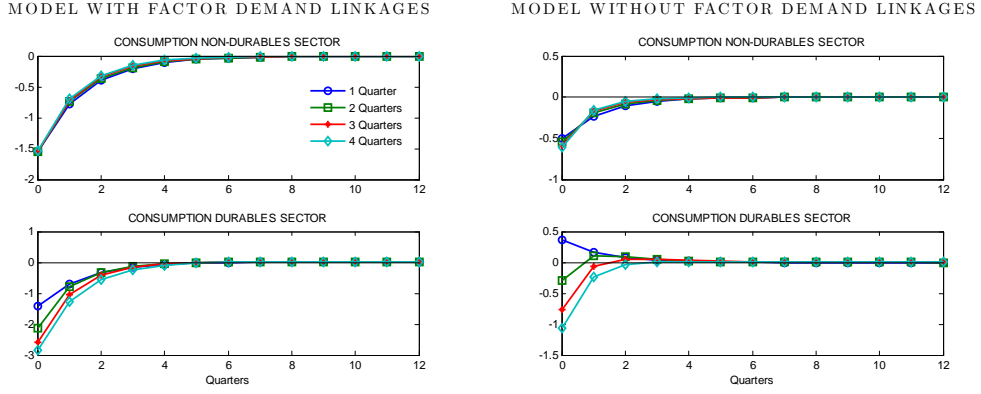 MODEL WITH FACTOR DEMAND LINKAGES
MODEL WITHOUT FACTOR DEMAND LINKAGES
CONSUMPTION NON-DURABLES SECTOR
0
-0.5
-1
-1.5
-2
0 2 4 6 8 10 12
1 Quarter
2 Quarters
3 Quarters
4 Quarters
CONSUMPTION NON-DURABLES SECTOR
0.5
0
-0.5
-1
0 2 4 6 8 10 12
CONSUMPTION DURABLES SECTOR
1
0
-1
-2
-3
0 2 4 6 8 10 12
Quarters
CONSUMPTION DURABLES SECTOR
0.5
0
-0.5
-1
-1.5
0 2 4 6 8 10 12
Quarters